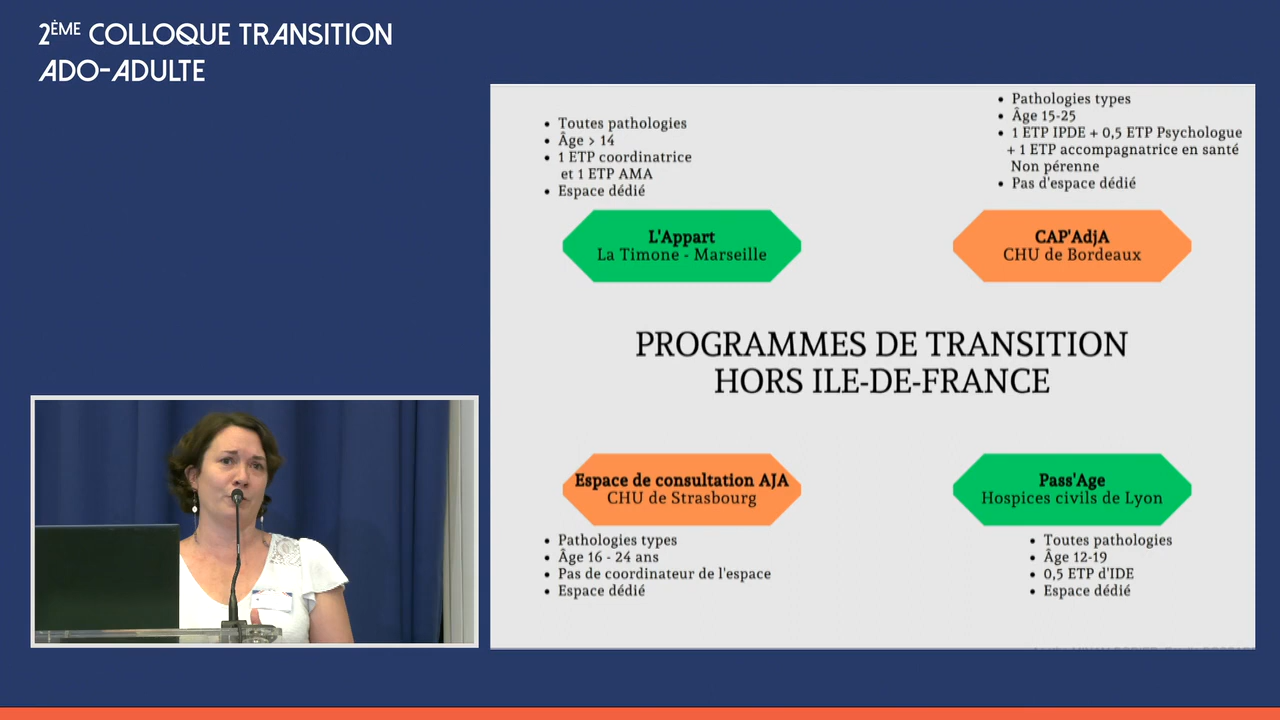 2ÈME COLLOQUE TRANSITION
ADO-ADULTE
• Toutes pathologies
• Âge > 14
• 1 ETP coordinatrice
et 1 ETP AMA
• Espace dédié
L'Appart
La Timone - Marseille
• Pathologies types
• Âge 15-25
• 1 ETP IPDE + 0,5 ETP Psychologue
+ 1 ETP accompagnatrice en santé
Non pérenne
• Pas d'espace dédié
CAP'AdjA
CHU de Bordeaux
PROGRAMMES DE TRANSITION
HORS ILE-DE-FRANCE
Espace de consultation AJA
CHU de Strasbourg
• Pathologies types
• Âge 16 - 24 ans
• Pas de coordinateur de l'espace
• Espace dédié
Pass'Age
Hospices civils de Lyon
• Toutes pathologies
• Âge 12-19
• 0,5 ETP d'IDE
• Espace dédié